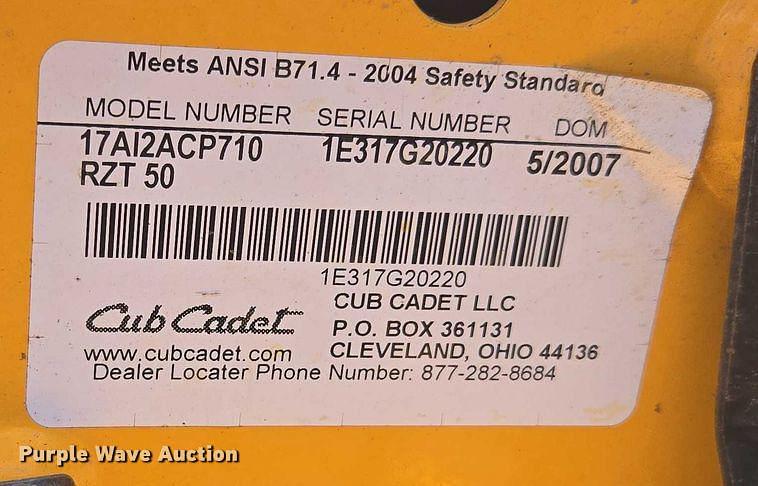 Meets ANSI B71.4 - 2004 Safety Standard
MODEL NUMBER SERIAL NUMBER DOM
17AI2ACP710 1E317G20220 5/2007
RZT 50
1E317G20220
Cub Cadet
CUB CADET LLC
P.O. BOX 361131
www.cubcadet.com CLEVELAND, OHIO 44136
Dealer Locater Phone Number: 877-282-8684
Purple Wave Auction